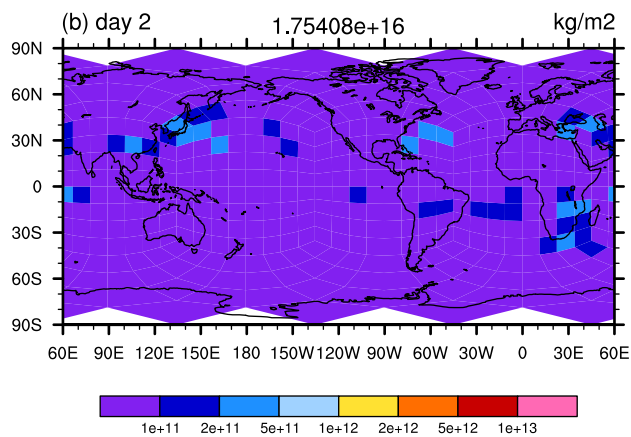 (b) day 2 1.75408e+16 kg/m2
90N
60N
30N
0
30S
60S
90S
60E 90E 120E 150E 180 150W 120W 90W 60W 30W 0 30E 60E
1e+11 2e+11 5e+11 1e+12 2e+12 5e+12 1e+13